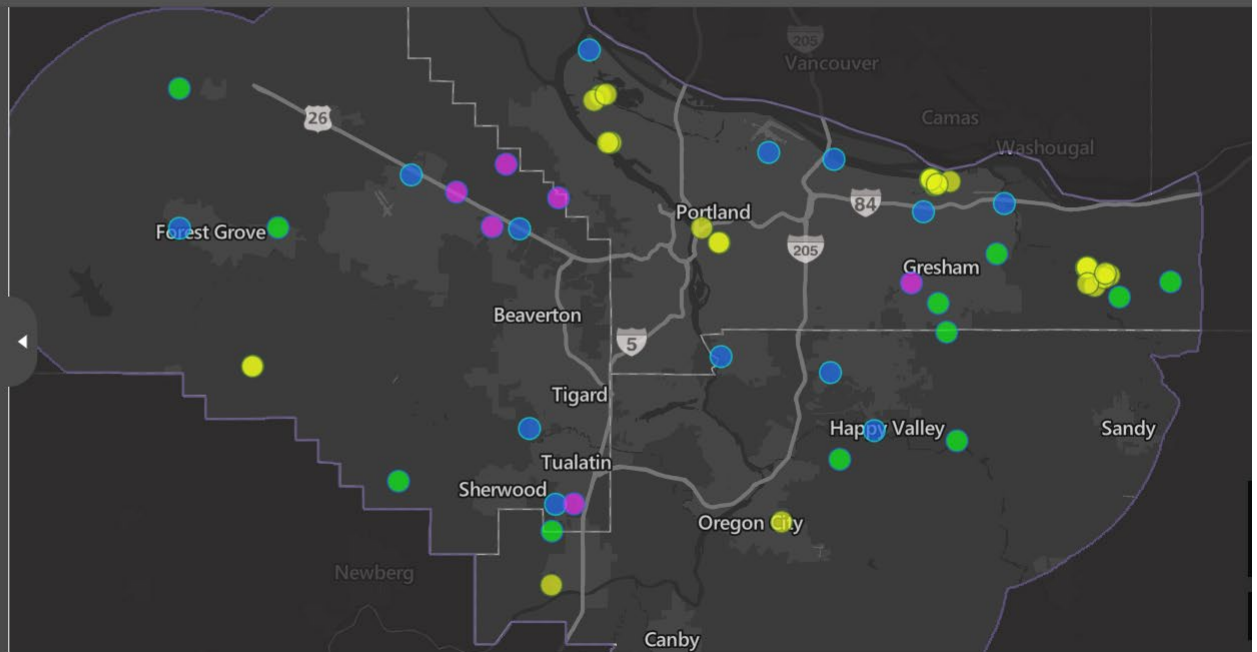 205
Vancouver
26
Camas
Washougal
84
Portland
Forest Grove
205
Gresham
Beaverton
5
Tigard
Happy Valley
Sandy
Tualatin
Sherwood
Oregon City
Newberg
Canby